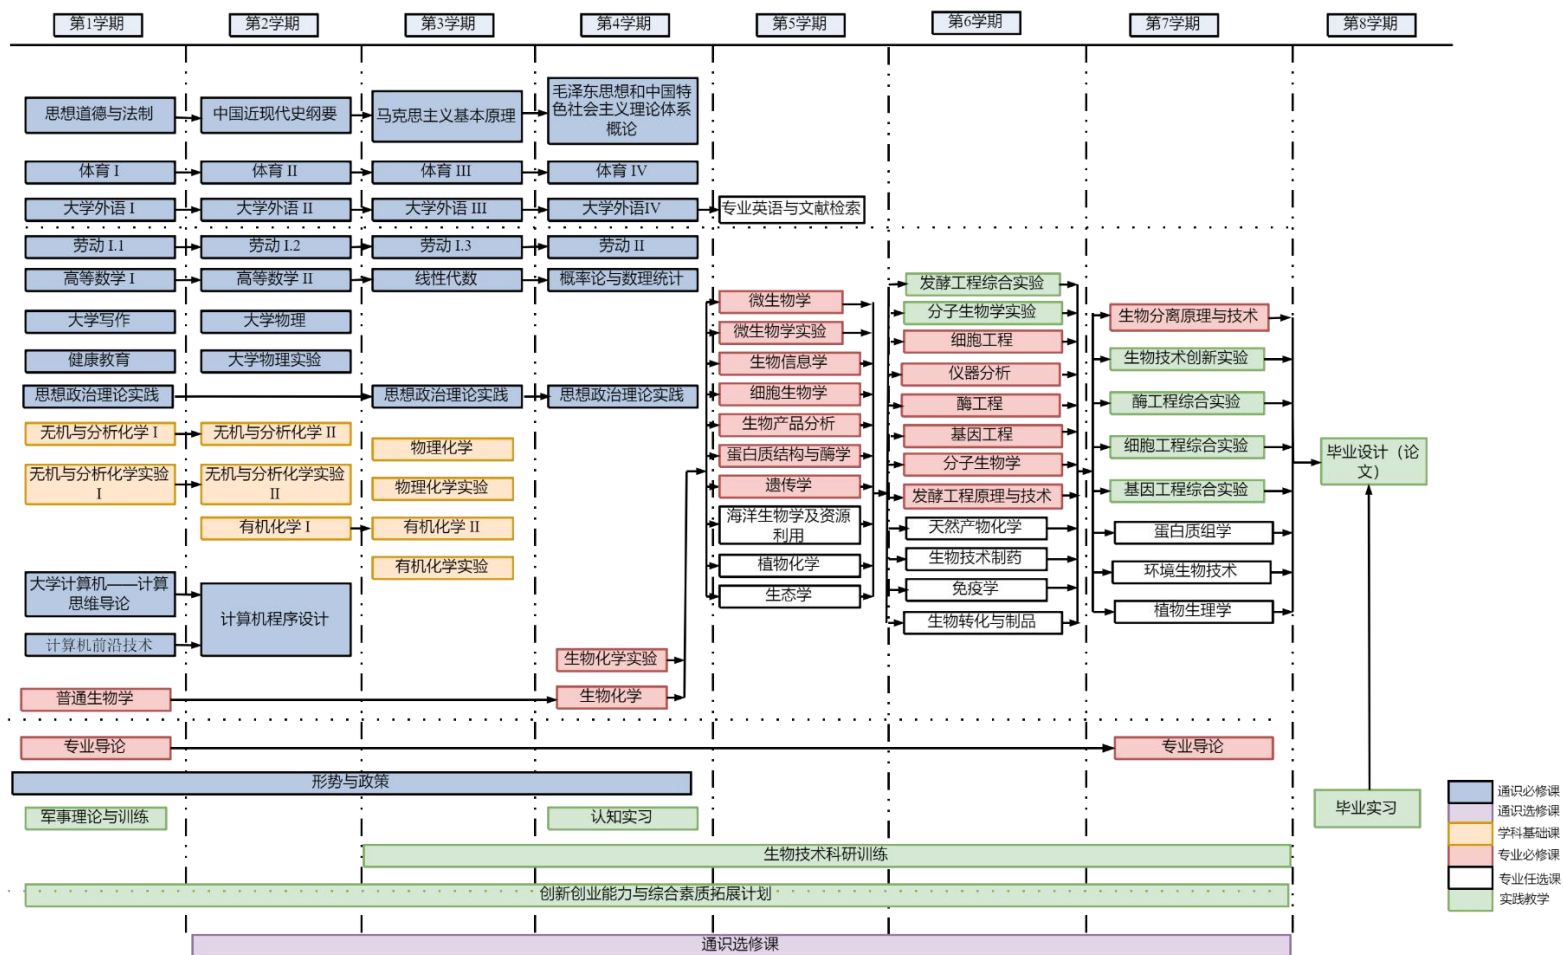 第1学期
第2学期
第3学期
第4学期
第5学期
第6学期
第7学期
第8学期
思想道德与法制
中国近现代史纲要
马克思主义基本原理
毛泽东思想和中国特
色社会主义理论体系
概论
体育 I
体育 II
体育 III
体育 IV
大学外语 I
大学外语 II
大学外语 III
大学外语IV
专业英语与文献检索
劳动 I.1
劳动 I.2
劳动 I.3
劳动 II
高等数学 I
高等数学 II
线性代数
概率论与数理统计
大学写作
大学物理
健康教育
大学物理实验
思想政治理论实践
思想政治理论实践
思想政治理论实践
无机与分析化学 I
无机与分析化学 II
物理化学
无机与分析化学实验
I
无机与分析化学实验
II
物理化学实验
有机化学 I
有机化学 II
有机化学实验
大学计算机——计算
思维导论
计算机程序设计
计算机前沿技术
普通生物学
生物化学实验
生物化学
微生物学
微生物学实验
生物信息学
细胞生物学
生物产品分析
蛋白质结构与酶学
遗传学
海洋生物学及资源
利用
植物化学
生态学
发酵工程综合实验
分子生物学实验
细胞工程
仪器分析
酶工程
基因工程
分子生物学
发酵工程原理与技术
天然产物化学
生物技术制药
免疫学
生物转化与制品
生物分离原理与技术
生物技术创新实验
酶工程综合实验
细胞工程综合实验
基因工程综合实验
蛋白质组学
环境生物技术
植物生理学
毕业设计（论
文）
专业导论
专业导论
形势与政策
军事理论与训练
认知实习
毕业实习
生物技术科研训练
创新创业能力与综合素质拓展计划
通识选修课
通识必修课
通识选修课
学科基础课
专业必修课
专业任选课
实践教学